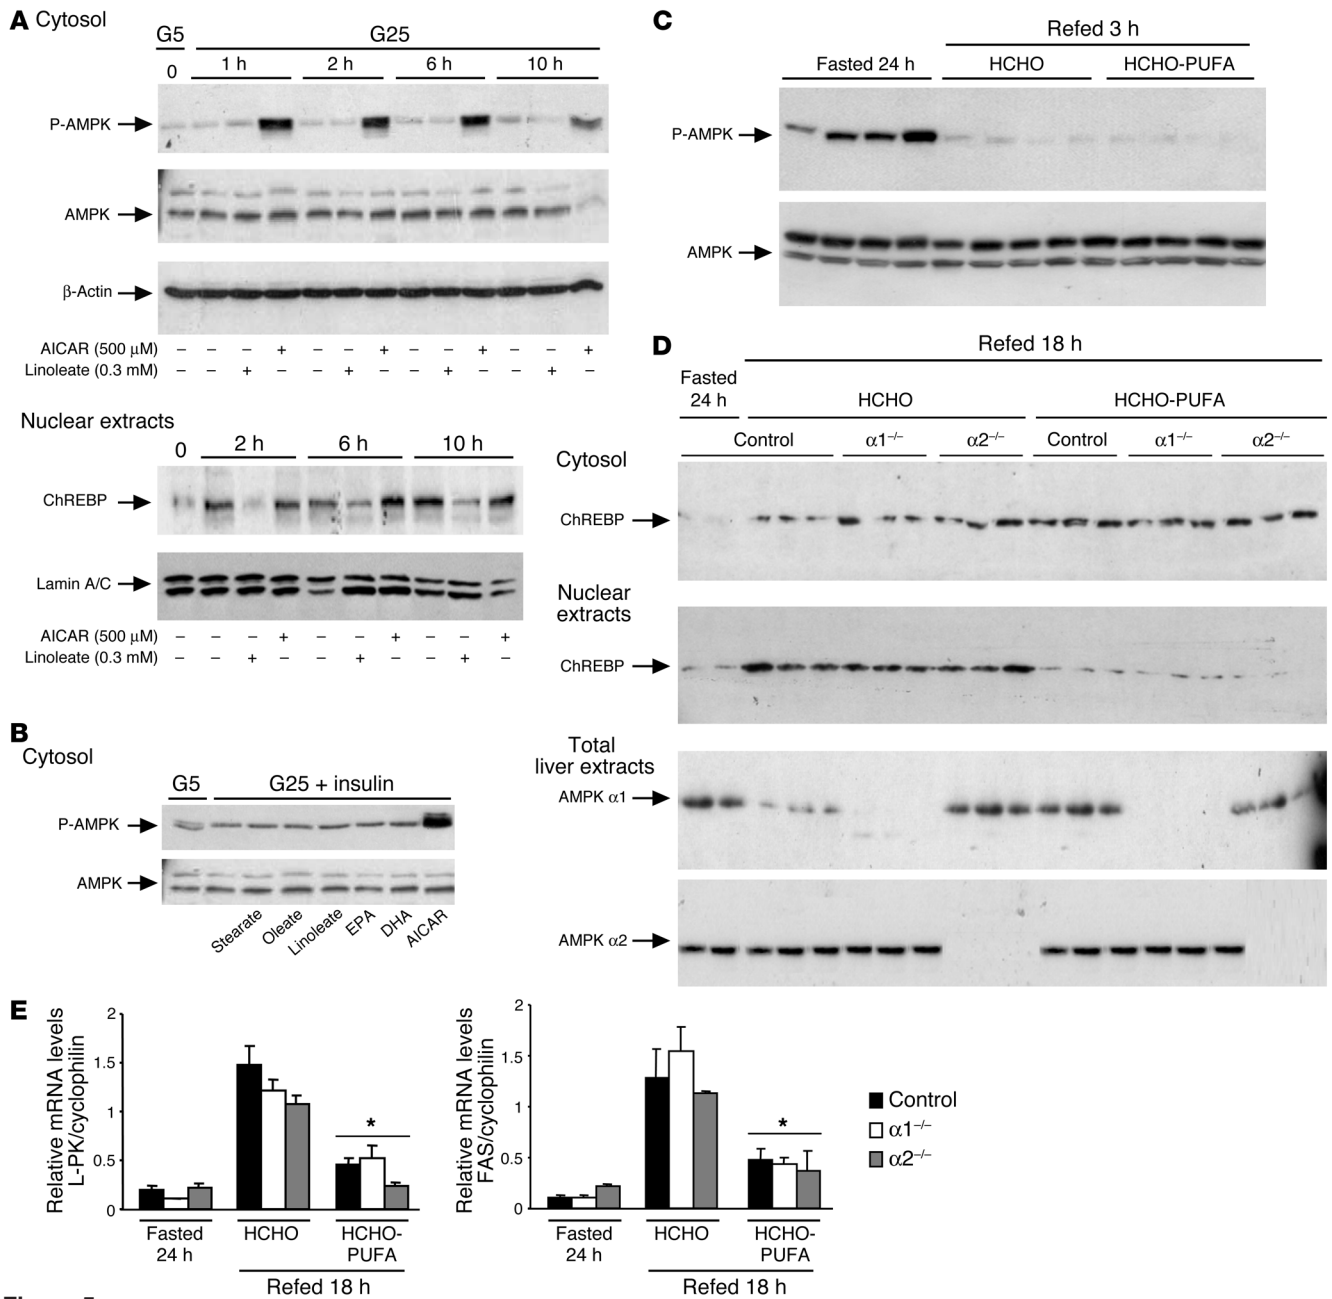 A Cytosol
G5 G25
0 1 h 2 h 6 h 10 h
P-AMPK
AMPK
β-Actin
AICAR (500 μM) – – – + – – + – – + – – +
Linoleate (0.3 mM) – – + – – + – – + – – + –
Nuclear extracts
0 2 h 6 h 10 h
ChREBP
Lamin A/C
AICAR (500 μM) – – – + – – + – – +
Linoleate (0.3 mM) – – + – – + – – + –
B
Cytosol
G5 G25 + insulin
P-AMPK
AMPK
Stearate
Oleate
Linoleate
EPA
DHA
AICAR
C
Refed 3 h
Fasted 24 h HCHO HCHO-PUFA
P-AMPK
AMPK
D
Refed 18 h
Fasted
24 h HCHO HCHO-PUFA
Control α1–/– α2–/– Control α1–/– α2–/–
Cytosol
ChREBP
Nuclear
extracts
ChREBP
Total
liver extracts
AMPK α1
AMPK α2
E
Relative mRNA levels
L-PK/cyclophilin
2
1.5
1
0.5
0
*
Fasted
24 h
HCHO
HCHO-
PUFA
Refed 18 h
Relative mRNA levels
FAS/cyclophilin
2
1.5
1
0.5
0
*
Fasted
24 h
HCHO
HCHO-
PUFA
Refed 18 h
Control
α1–/–
α2–/–